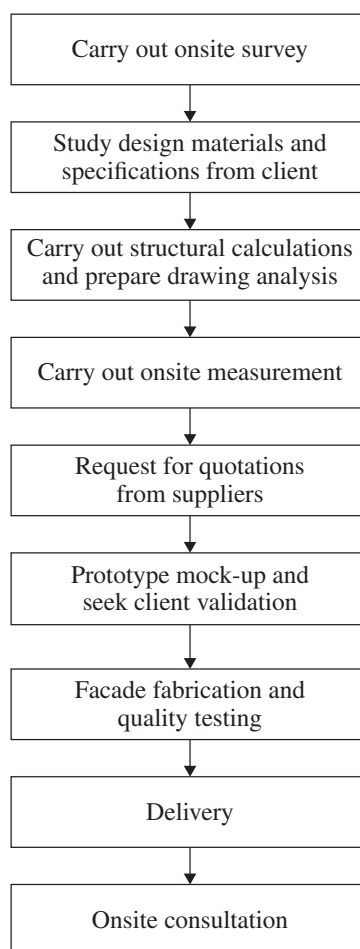 Carry out onsite survey
Study design materials and
specifications from client
Carry out structural calculations
and prepare drawing analysis
Carry out onsite measurement
Request for quotations
from suppliers
Prototype mock-up and
seek client validation
Facade fabrication and
quality testing
Delivery
Onsite consultation